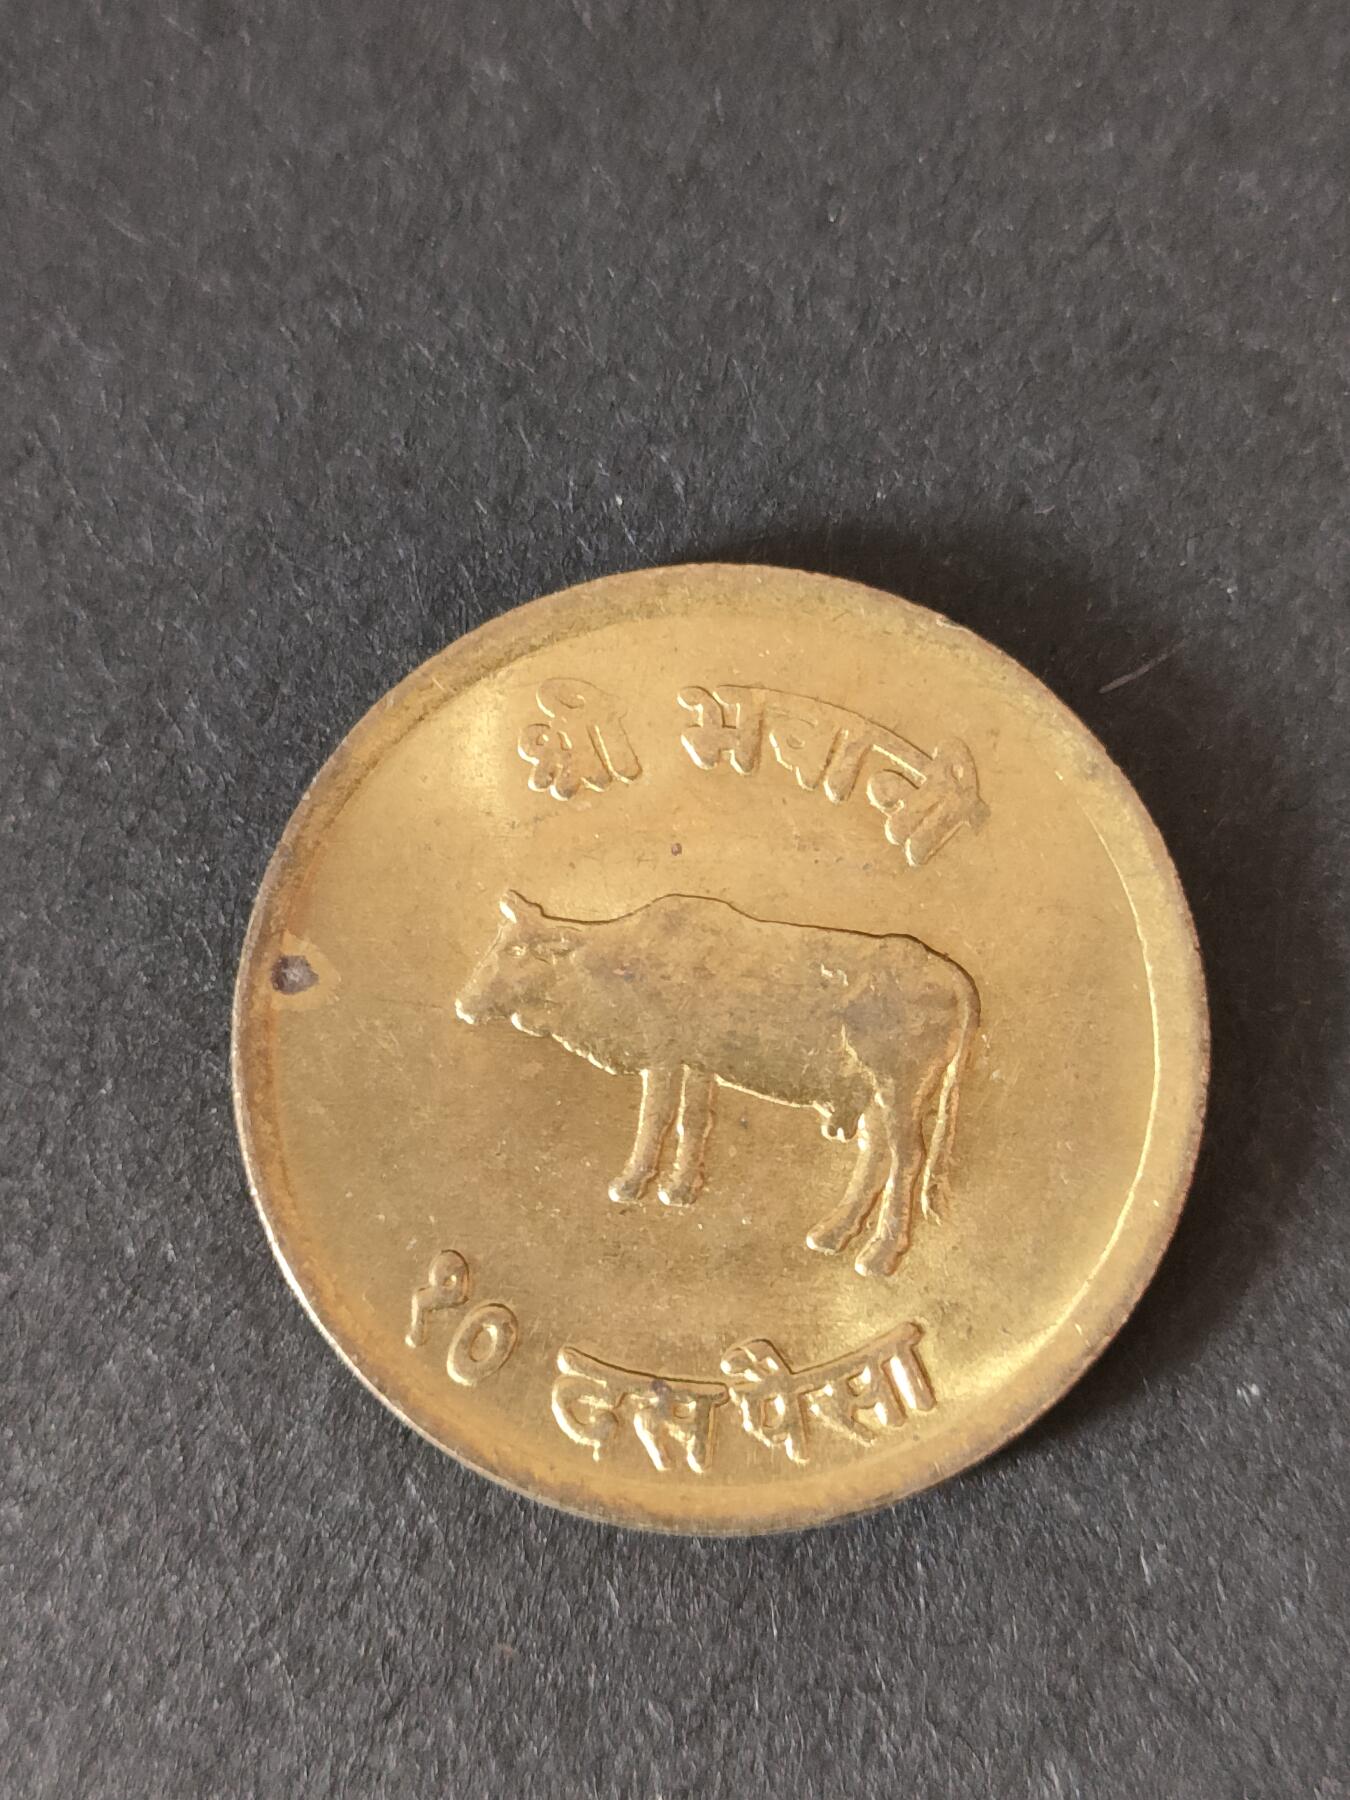 श्री भवानी
१० दस पैसा